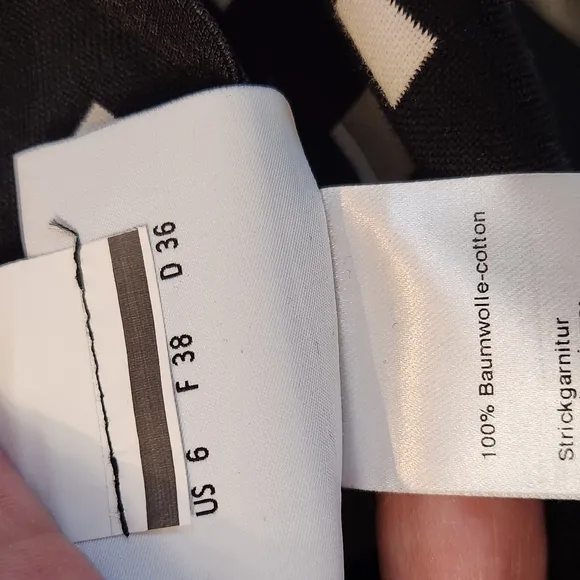 US 6 F 38 D 36
100% Baumwolle-cotton
Strickgarnitur